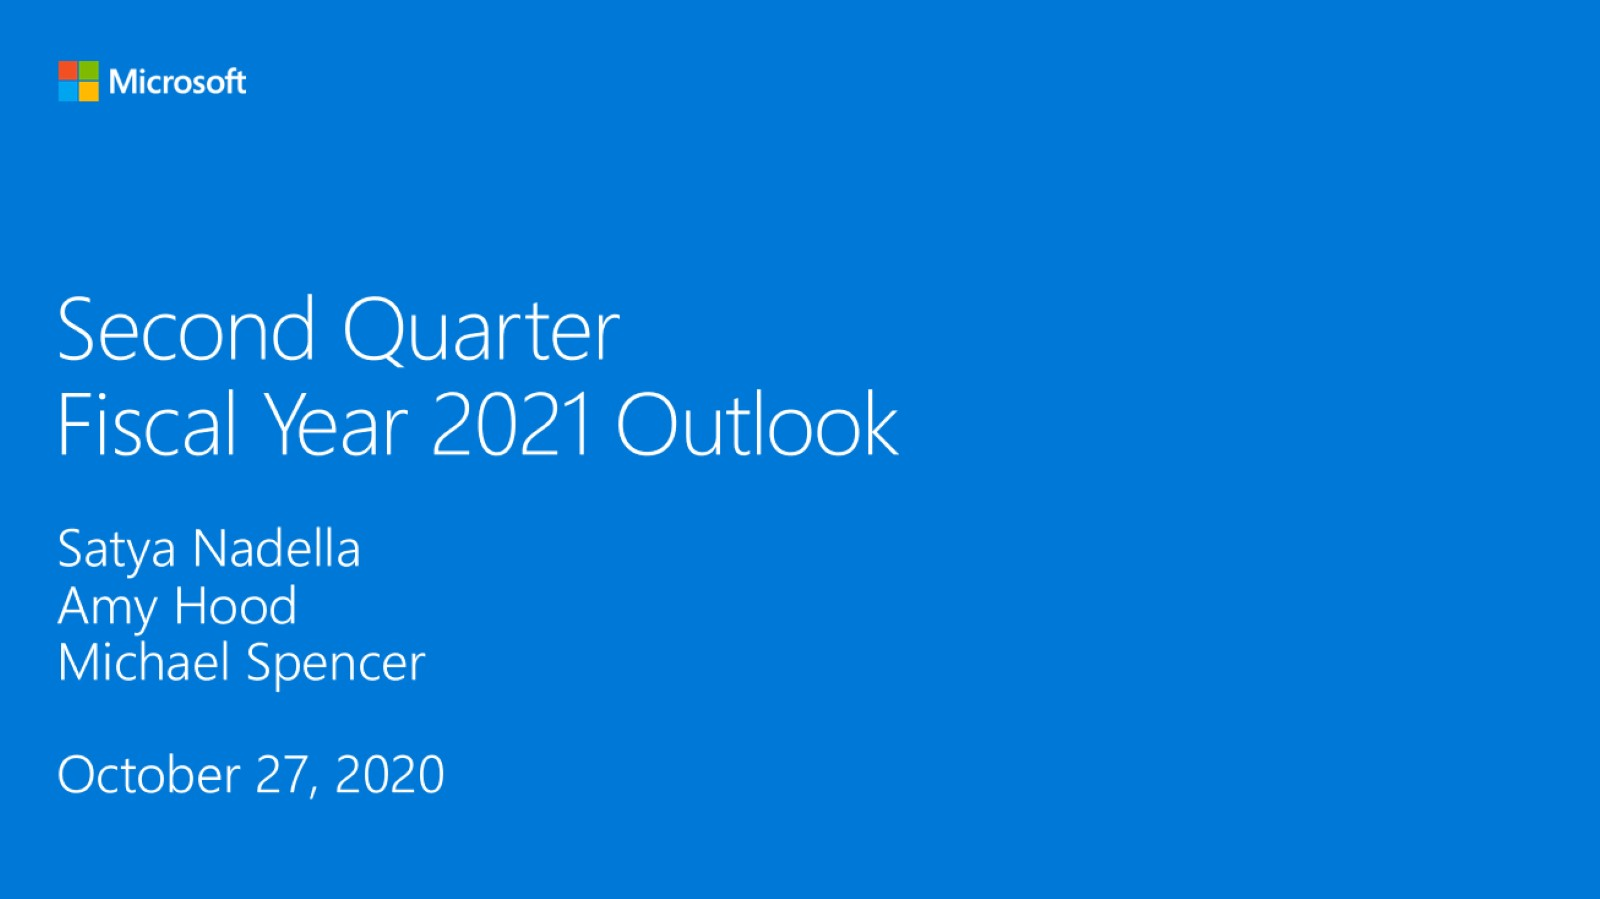 Microsoft
Second Quarter
Fiscal Year 2021 Outlook
Satya Nadella
Amy Hood
Michael Spencer
October 27, 2020